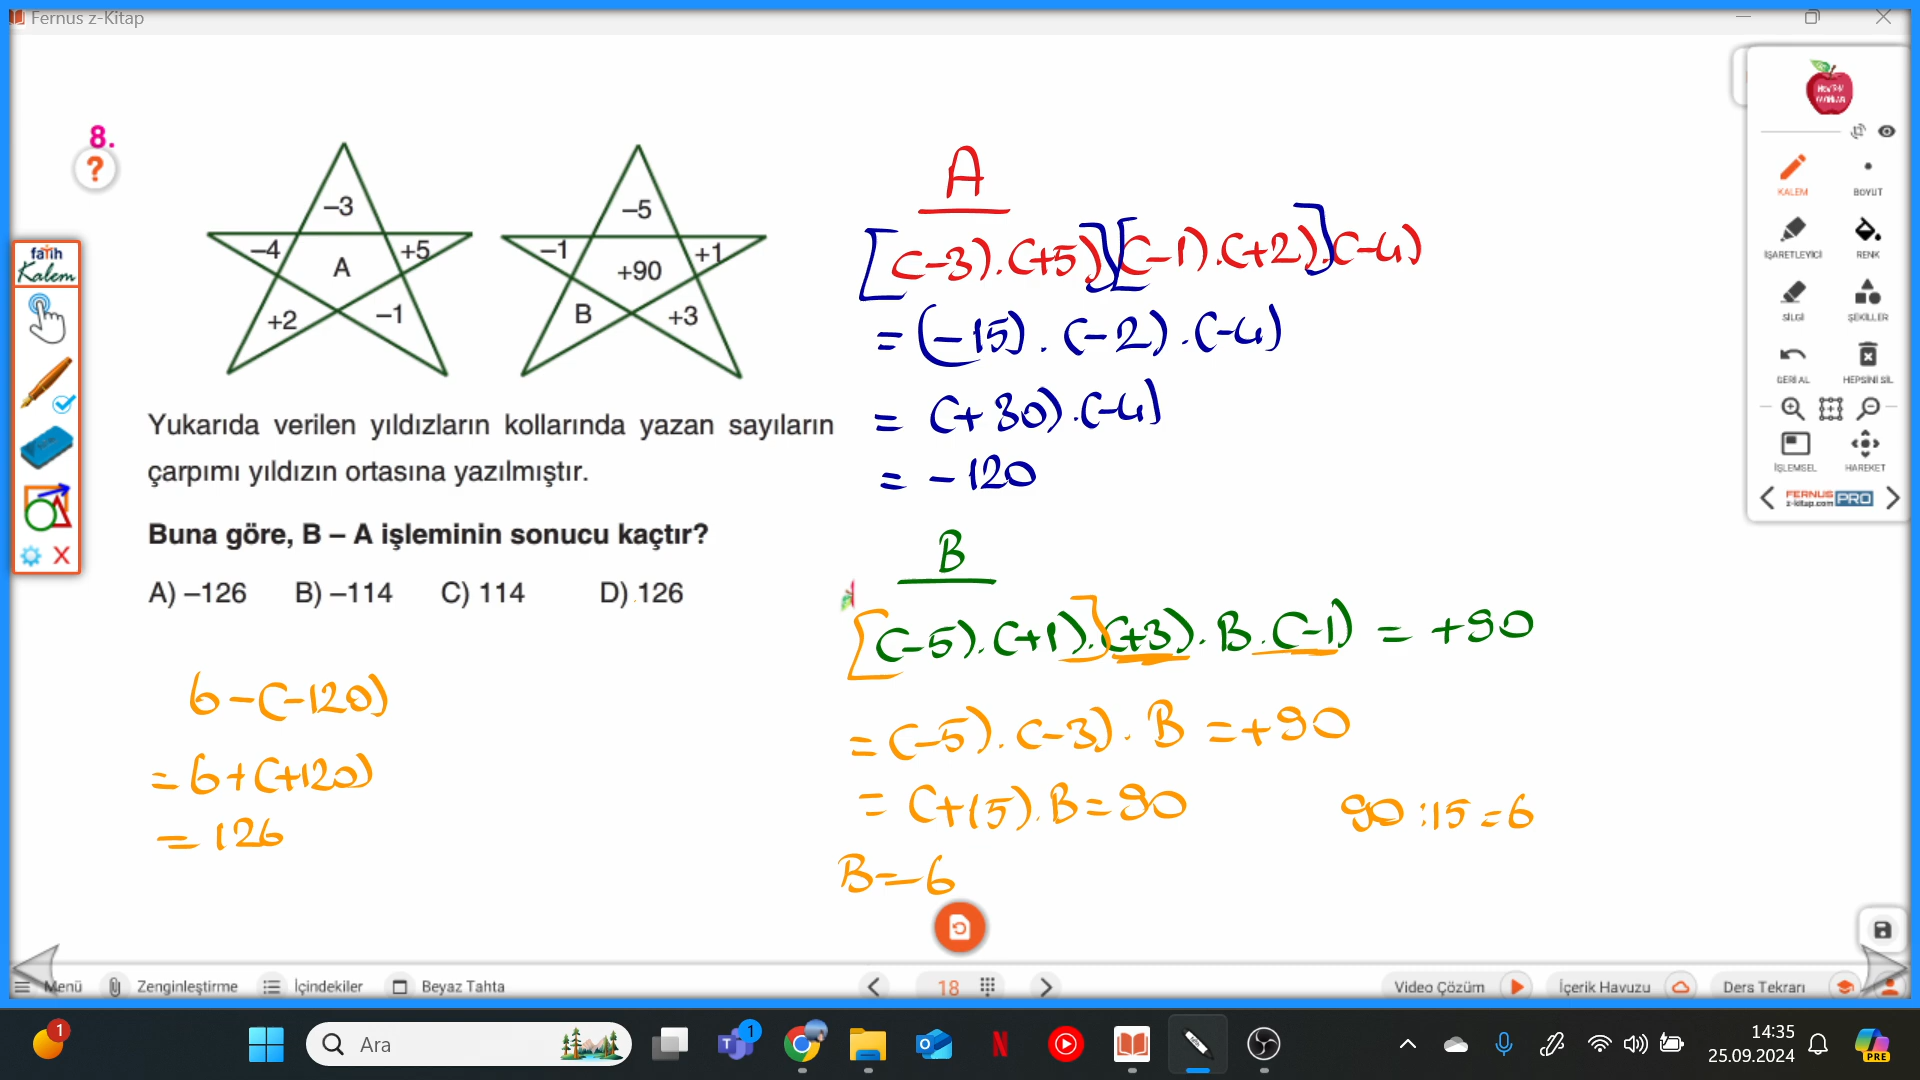 Fernus z-Kitap
8.
?
–3
–4
+5
A
+2
–1
–5
–1
+1
+90
B
+3
Yukarıda verilen yıldızların kollarında yazan sayıların
çarpımı yıldızın ortasına yazılmıştır.
Buna göre, B – A işleminin sonucu kaçtır?
A) –126 B) –114 C) 114 D) 126
6-(-120)
=6+(+120)
=126
A
[(-3).(+5)].[(-1).(+2)].(-4)
=(-15).(-2).(-4)
=(+30).(-4)
=-120
B
[(-5).(+1)].(+3).B.(-1)=+90
=(-5).(-3).B=+90
=(+15).B=90
90:15=6
B=-6
fatih
Kalem
KALEM
BOYUT
İŞARETLEYİCİ
RENK
SİLGİ
ŞEKİLLER
GERİ AL
HEPSİNİ SİL
İŞLEMSEL
HAREKET
FERNUS PRO
z-kitap.com
Menü
Zenginleştirme
İçindekiler
Beyaz Tahta
18
Video Çözüm
İçerik Havuzu
Ders Tekrarı
1
Ara
1
14:35
25.09.2024
PRE